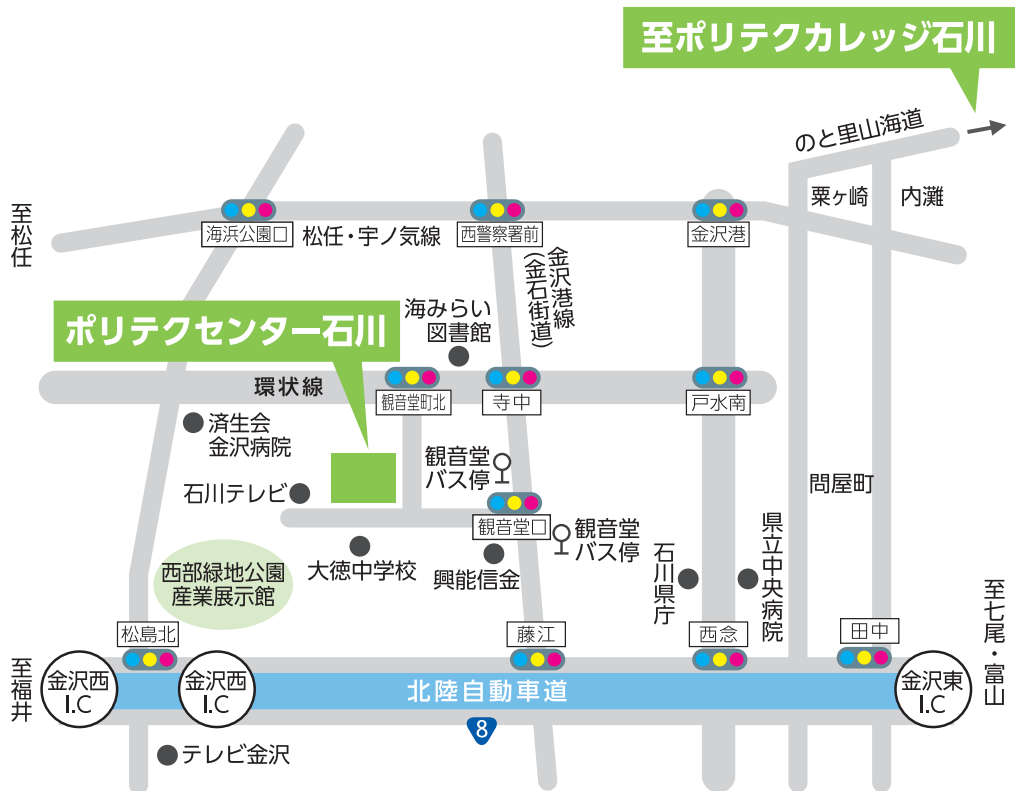 至ポリテクカレッジ石川
のと里山海道
粟ヶ崎
内灘
至松任
海浜公園口
松任・宇ノ気線
西警察署前
金沢港
金沢港線
(金石街道)
海みらい
図書館
ポリテクセンター石川
環状線
観音堂町北
寺中
戸水南
済生会
金沢病院
観音堂
バス停
石川テレビ
問屋町
観音堂口
観音堂
バス停
大徳中学校
興能信金
石川県庁
県立中央病院
西部緑地公園
産業展示館
至七尾・富山
松島北
藤江
西念
田中
至福井
金沢西
I.C
金沢西
I.C
北陸自動車道
金沢東
I.C
8
テレビ金沢